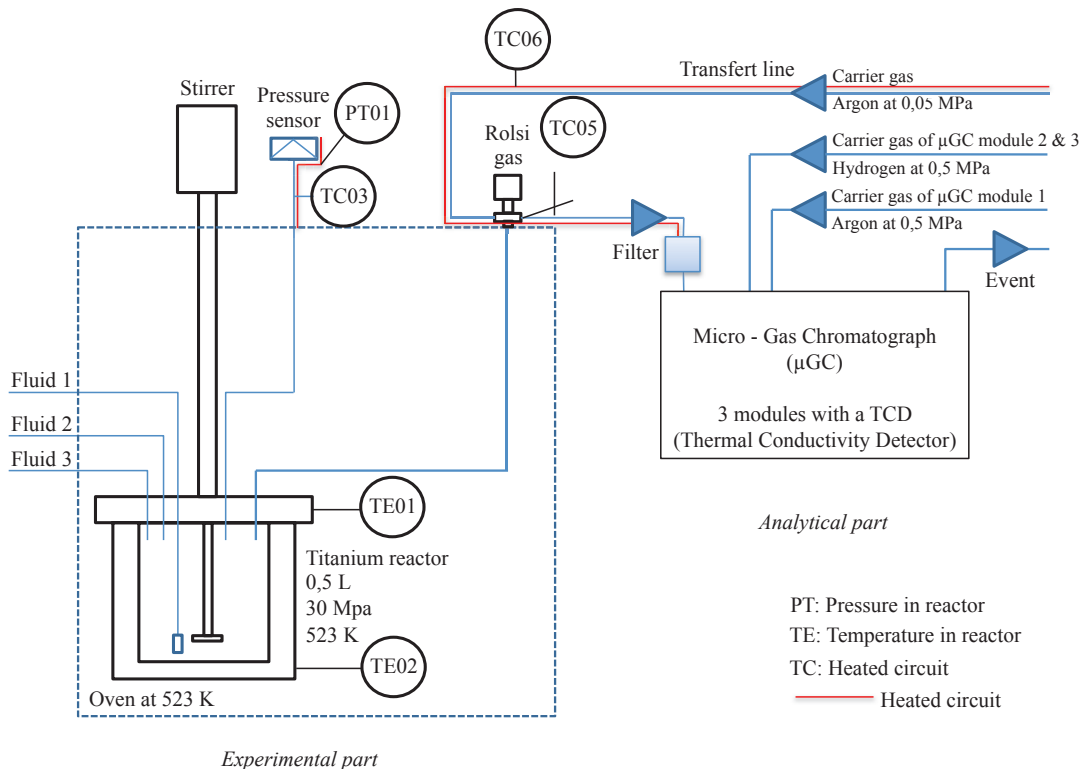 TC06
Transfert line
Carrier gas
Argon at 0,05 MPa
Stirrer
Pressure
sensor
PT01
Rolsi
gas
TC05
Carrier gas of µGC module 2 & 3
Hydrogen at 0,5 MPa
TC03
Carrier gas of µGC module 1
Argon at 0,5 MPa
Filter
Event
Micro - Gas Chromatograph
(µGC)
3 modules with a TCD
(Thermal Conductivity Detector)
Fluid 1
Fluid 2
Fluid 3
TE01
Analytical part
Titanium reactor
0,5 L
30 Mpa
523 K
TE02
Oven at 523 K
PT: Pressure in reactor
TE: Temperature in reactor
TC: Heated circuit
Heated circuit
Experimental part